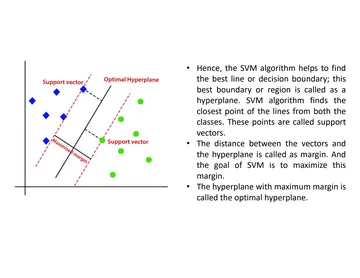 Support vector
Optimal Hyperplane
Support vector
Maximized margin
• Hence, the SVM algorithm helps to find
the best line or decision boundary; this
best boundary or region is called as a
hyperplane. SVM algorithm finds the
closest point of the lines from both the
classes. These points are called support
vectors.
• The distance between the vectors and
the hyperplane is called as margin. And
the goal of SVM is to maximize this
margin.
• The hyperplane with maximum margin is
called the optimal hyperplane.